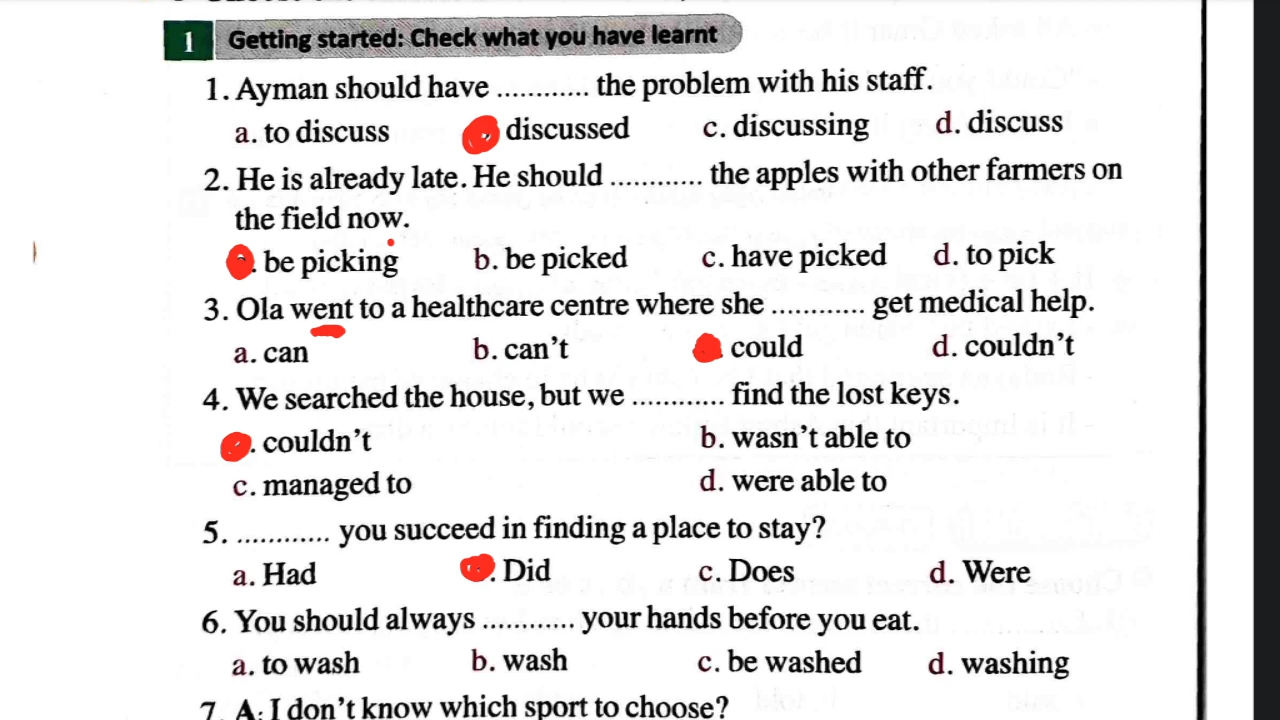 1 Getting started: Check what you have learnt
1. Ayman should have ............ the problem with his staff.
a. to discuss discussed c. discussing d. discuss
2. He is already late. He should ............ the apples with other farmers on
the field now.
. be picking b. be picked c. have picked d. to pick
3. Ola went to a healthcare centre where she ............ get medical help.
a. can b. can't could d. couldn't
4. We searched the house, but we ............ find the lost keys.
. couldn't b. wasn't able to
c. managed to d. were able to
5. ............ you succeed in finding a place to stay?
a. Had . Did c. Does d. Were
6. You should always ............ your hands before you eat.
a. to wash b. wash c. be washed d. washing
7. A: I don't know which sport to choose?